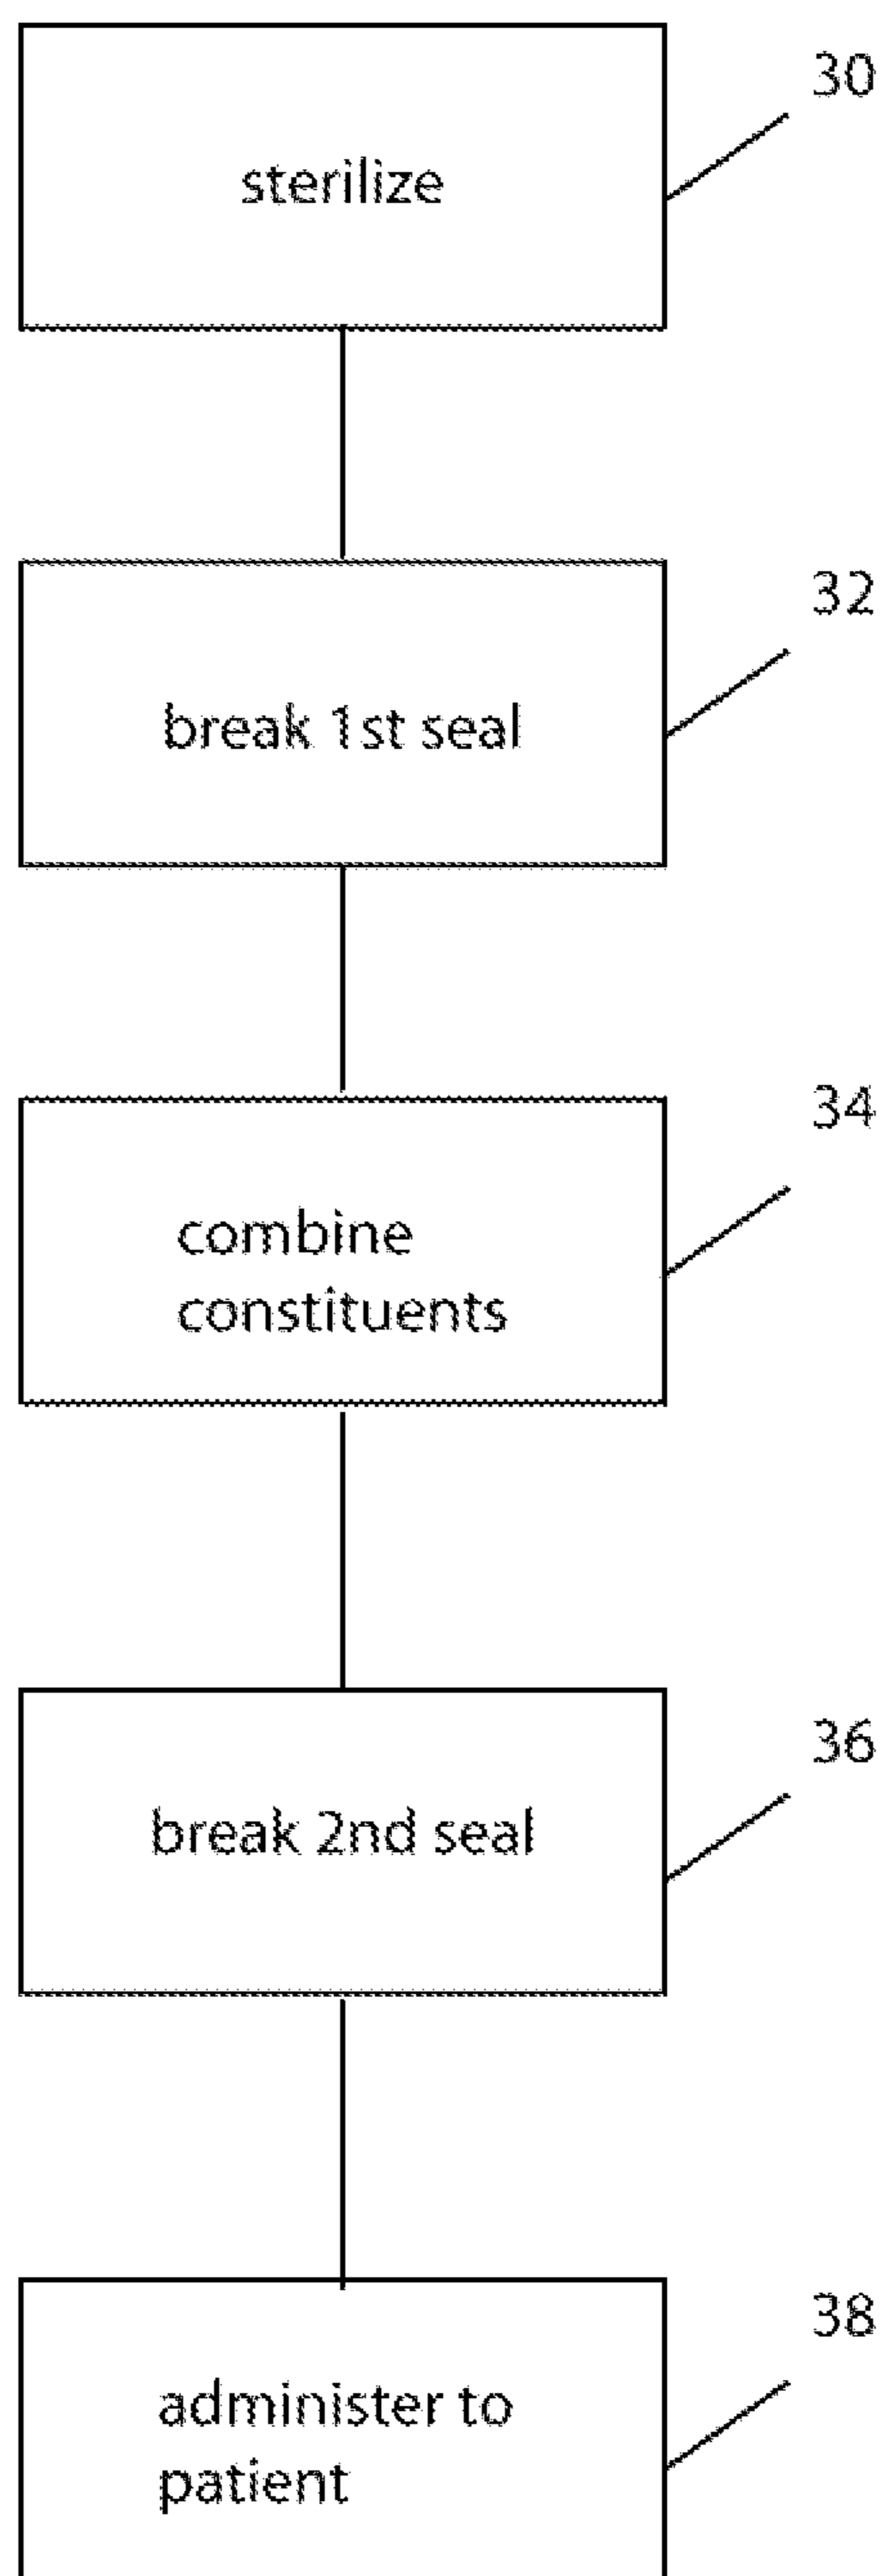 30
sterilize
32
break 1st seal
34
combine
constituents
36
break 2nd seal
38
administer to
patient